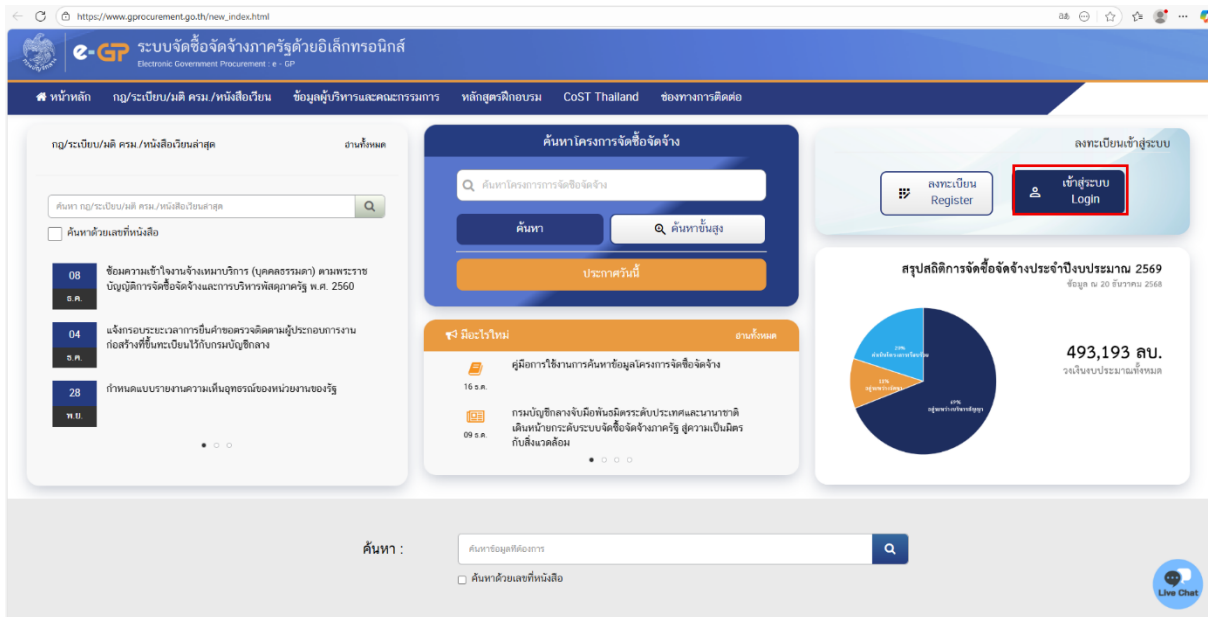 https://www.gprocurement.go.th/new_index.html
e-GP ระบบจัดซื้อจัดจ้างภาครัฐด้วยอิเล็กทรอนิกส์
Electronic Government Procurement : e - GP
หน้าหลัก กฎ/ระเบียบ/มติ ครม./หนังสือเวียน ข้อมูลผู้บริหารและคณะกรรมการ หลักสูตรฝึกอบรม CoST Thailand ช่องทางการติดต่อ
กฎ/ระเบียบ/มติ ครม./หนังสือเวียนล่าสุด อ่านทั้งหมด
ค้นหา กฎ/ระเบียบ/มติ ครม./หนังสือเวียนล่าสุด
ค้นหาด้วยเลขที่หนังสือ
08 ธ.ค.
ซ้อมความเข้าใจงานจ้างเหมาบริการ (บุคคลธรรมดา) ตามพระราช
บัญญัติการจัดซื้อจัดจ้างและการบริหารพัสดุภาครัฐ พ.ศ. 2560
04 ธ.ค.
แจ้งกรอบระยะเวลาการยื่นคำขอตรวจติดตามผู้ประกอบการงาน
ก่อสร้างที่ขึ้นทะเบียนไว้กับกรมบัญชีกลาง
28 พ.ย.
กำหนดแบบรายงานความเห็นอุทธรณ์ของหน่วยงานของรัฐ
ค้นหาโครงการจัดซื้อจัดจ้าง
ค้นหาโครงการการจัดซื้อจัดจ้าง
ค้นหา ค้นหาขั้นสูง
ประกาศวันนี้
มีอะไรใหม่ อ่านทั้งหมด
คู่มือการใช้งานการค้นหาข้อมูลโครงการจัดซื้อจัดจ้าง
16 ธ.ค.
กรมบัญชีกลางจับมือพันธมิตรระดับประเทศและนานาชาติ
เดินหน้ายกระดับระบบจัดซื้อจัดจ้างภาครัฐ สู่ความเป็นมิตร
กับสิ่งแวดล้อม
09 ธ.ค.
ลงทะเบียนเข้าสู่ระบบ
ลงทะเบียน
Register
เข้าสู่ระบบ
Login
สรุปสถิติการจัดซื้อจัดจ้างประจำปีงบประมาณ 2569
ข้อมูล ณ 20 ธันวาคม 2568
493,193 ลบ.
วงเงินงบประมาณทั้งหมด
ค้นหา :
ค้นหาข้อมูลที่ต้องการ
ค้นหาด้วยเลขที่หนังสือ
Live Chat